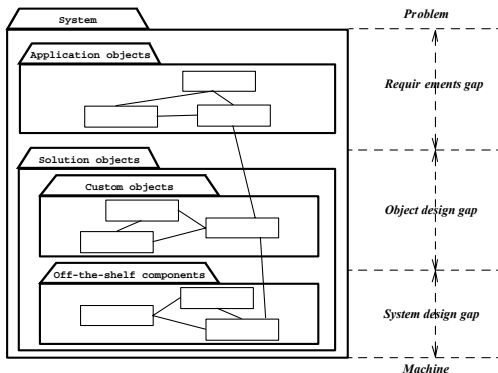 System
Problem
Application objects
Requir ements gap
Solution objects
Custom objects
Object design gap
Off-the-shelf components
System design gap
Machine